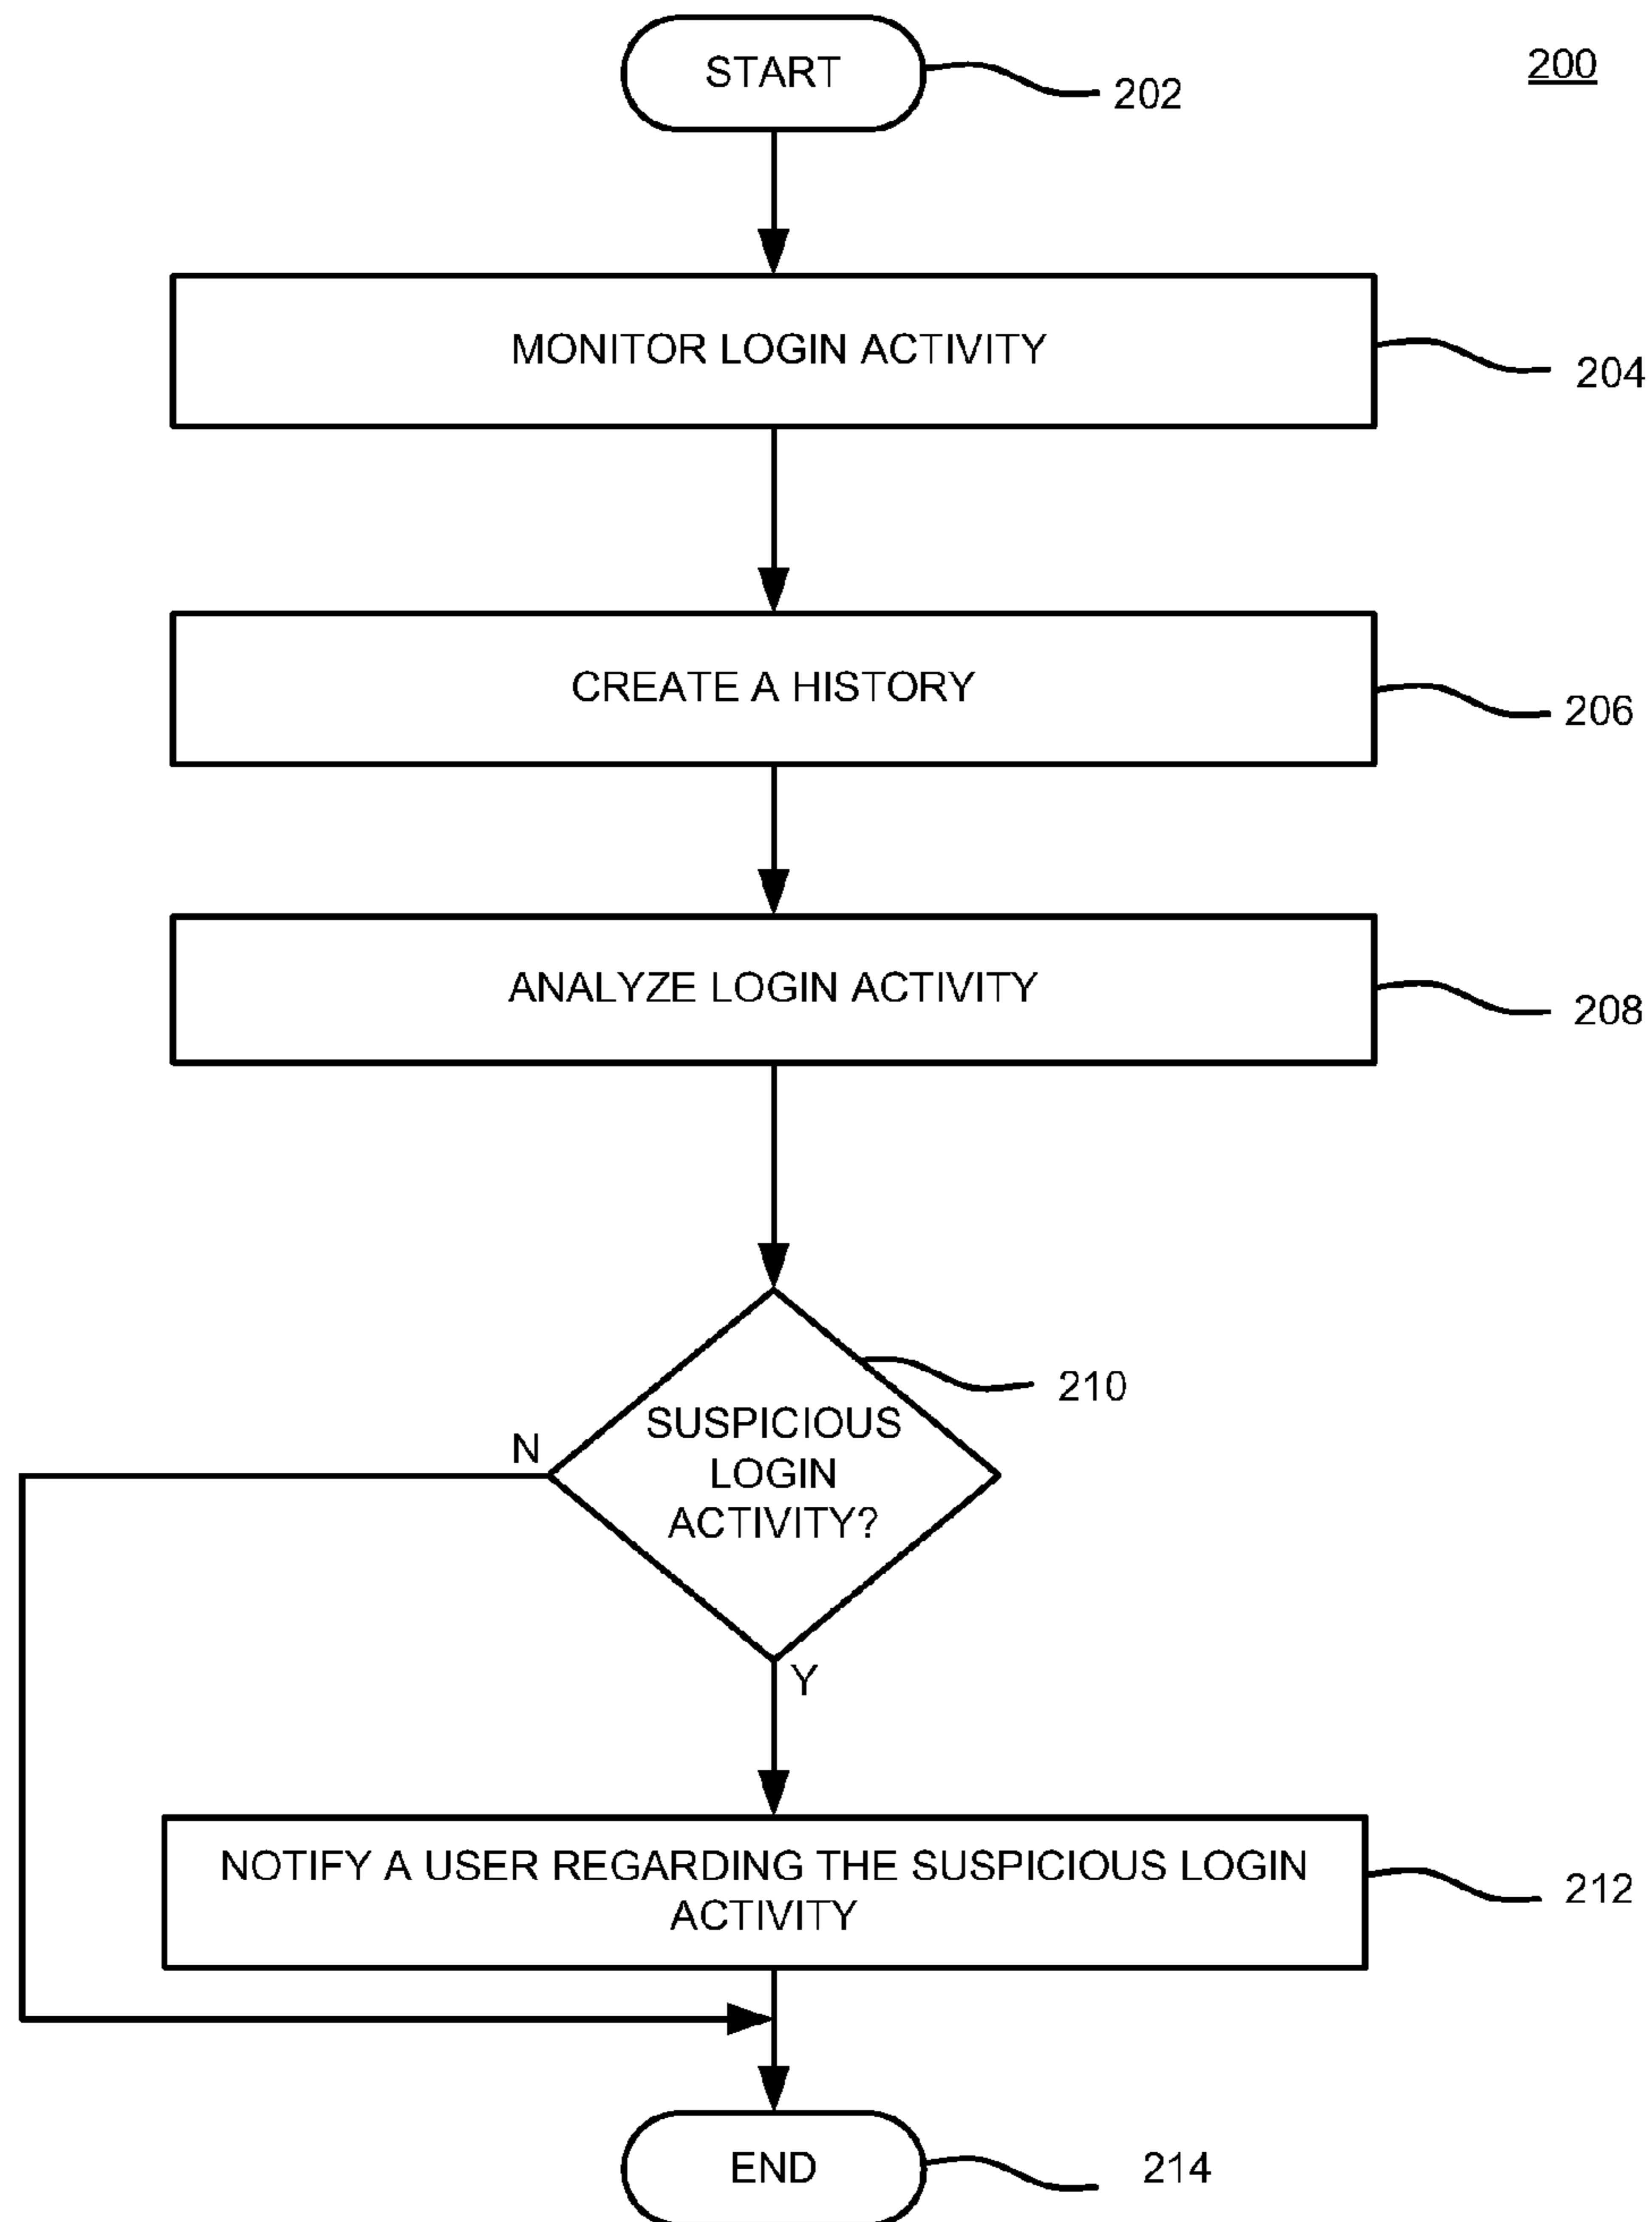 START
200
202
MONITOR LOGIN ACTIVITY
204
CREATE A HISTORY
206
ANALYZE LOGIN ACTIVITY
208
210
SUSPICIOUS
LOGIN
ACTIVITY?
N
Y
NOTIFY A USER REGARDING THE SUSPICIOUS LOGIN
ACTIVITY
212
END
214